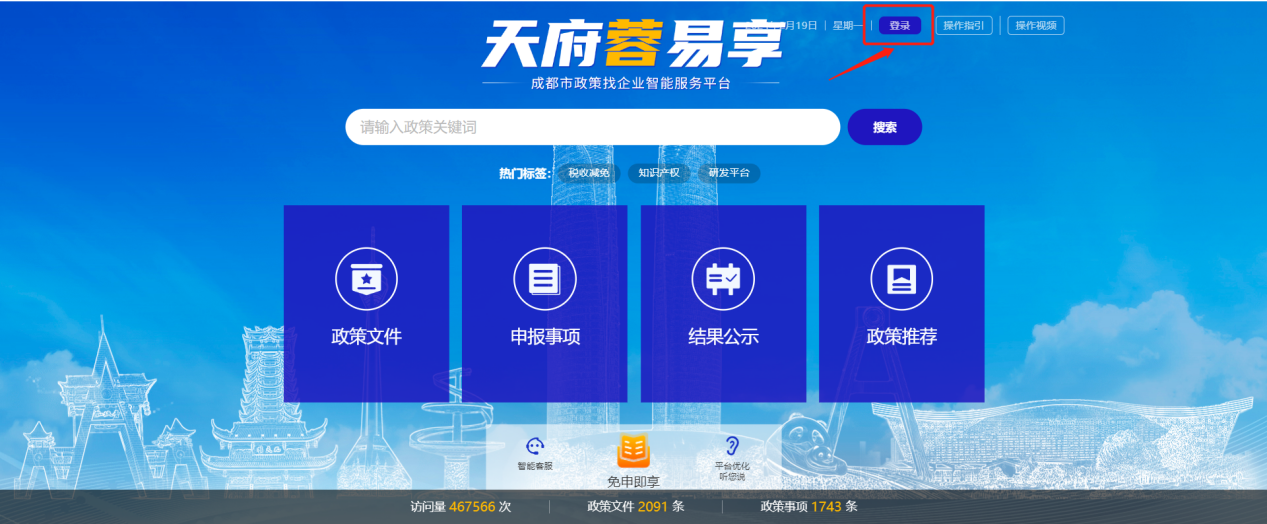 天府蓉易享
月19日 星期一 登录 操作指引 操作视频
成都市政策找企业智能服务平台
请输入政策关键词 搜索
热门标签: 税收减免 知识产权 研发平台
政策文件 申报事项 结果公示 政策推荐
智能客服
免申即享
平台优化
听您说
访问量 467566 次 政策文件 2091 条 政策事项 1743 条